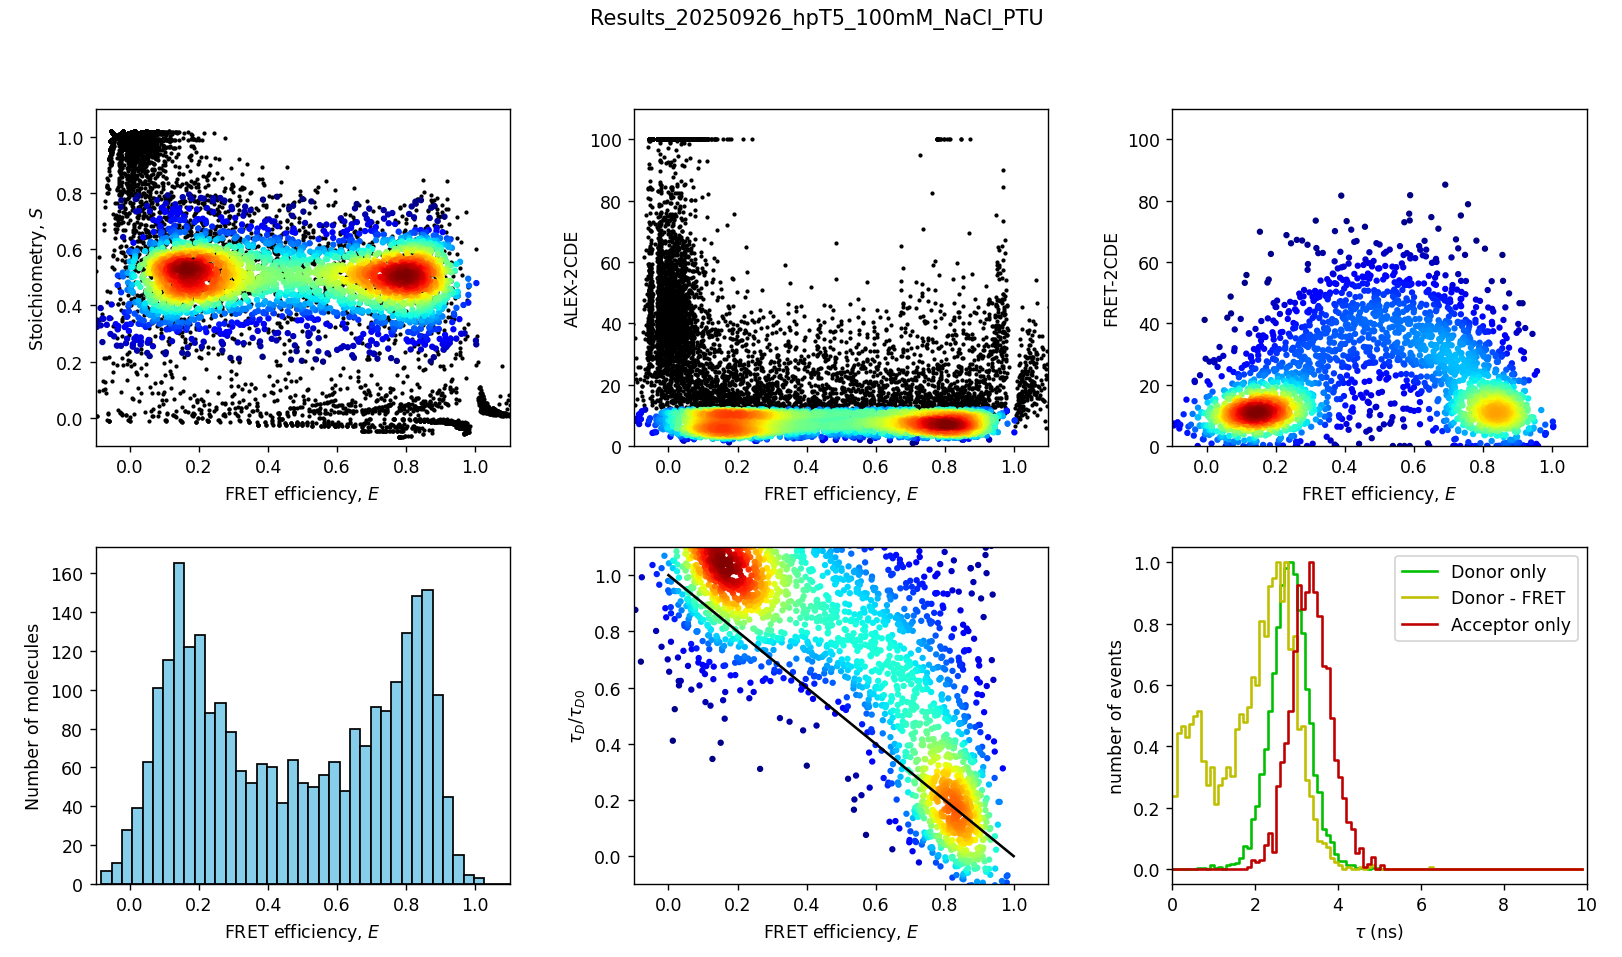 Results_20250926_hpT5_100mM_NaCl_PTU
Stoichiometry, S
1.0
0.8
0.6
0.4
0.2
0.0
0.0 0.2 0.4 0.6 0.8 1.0
FRET efficiency, E
ALEX-2CDE
100
80
60
40
20
0
0.0 0.2 0.4 0.6 0.8 1.0
FRET efficiency, E
FRET-2CDE
100
80
60
40
20
0
0.0 0.2 0.4 0.6 0.8 1.0
FRET efficiency, E
Number of molecules
160
140
120
100
80
60
40
20
0
0.0 0.2 0.4 0.6 0.8 1.0
FRET efficiency, E
τD/τD0
1.0
0.8
0.6
0.4
0.2
0.0
0.0 0.2 0.4 0.6 0.8 1.0
FRET efficiency, E
number of events
1.0
0.8
0.6
0.4
0.2
0.0
Donor only
Donor - FRET
Acceptor only
0 2 4 6 8 10
τ (ns)